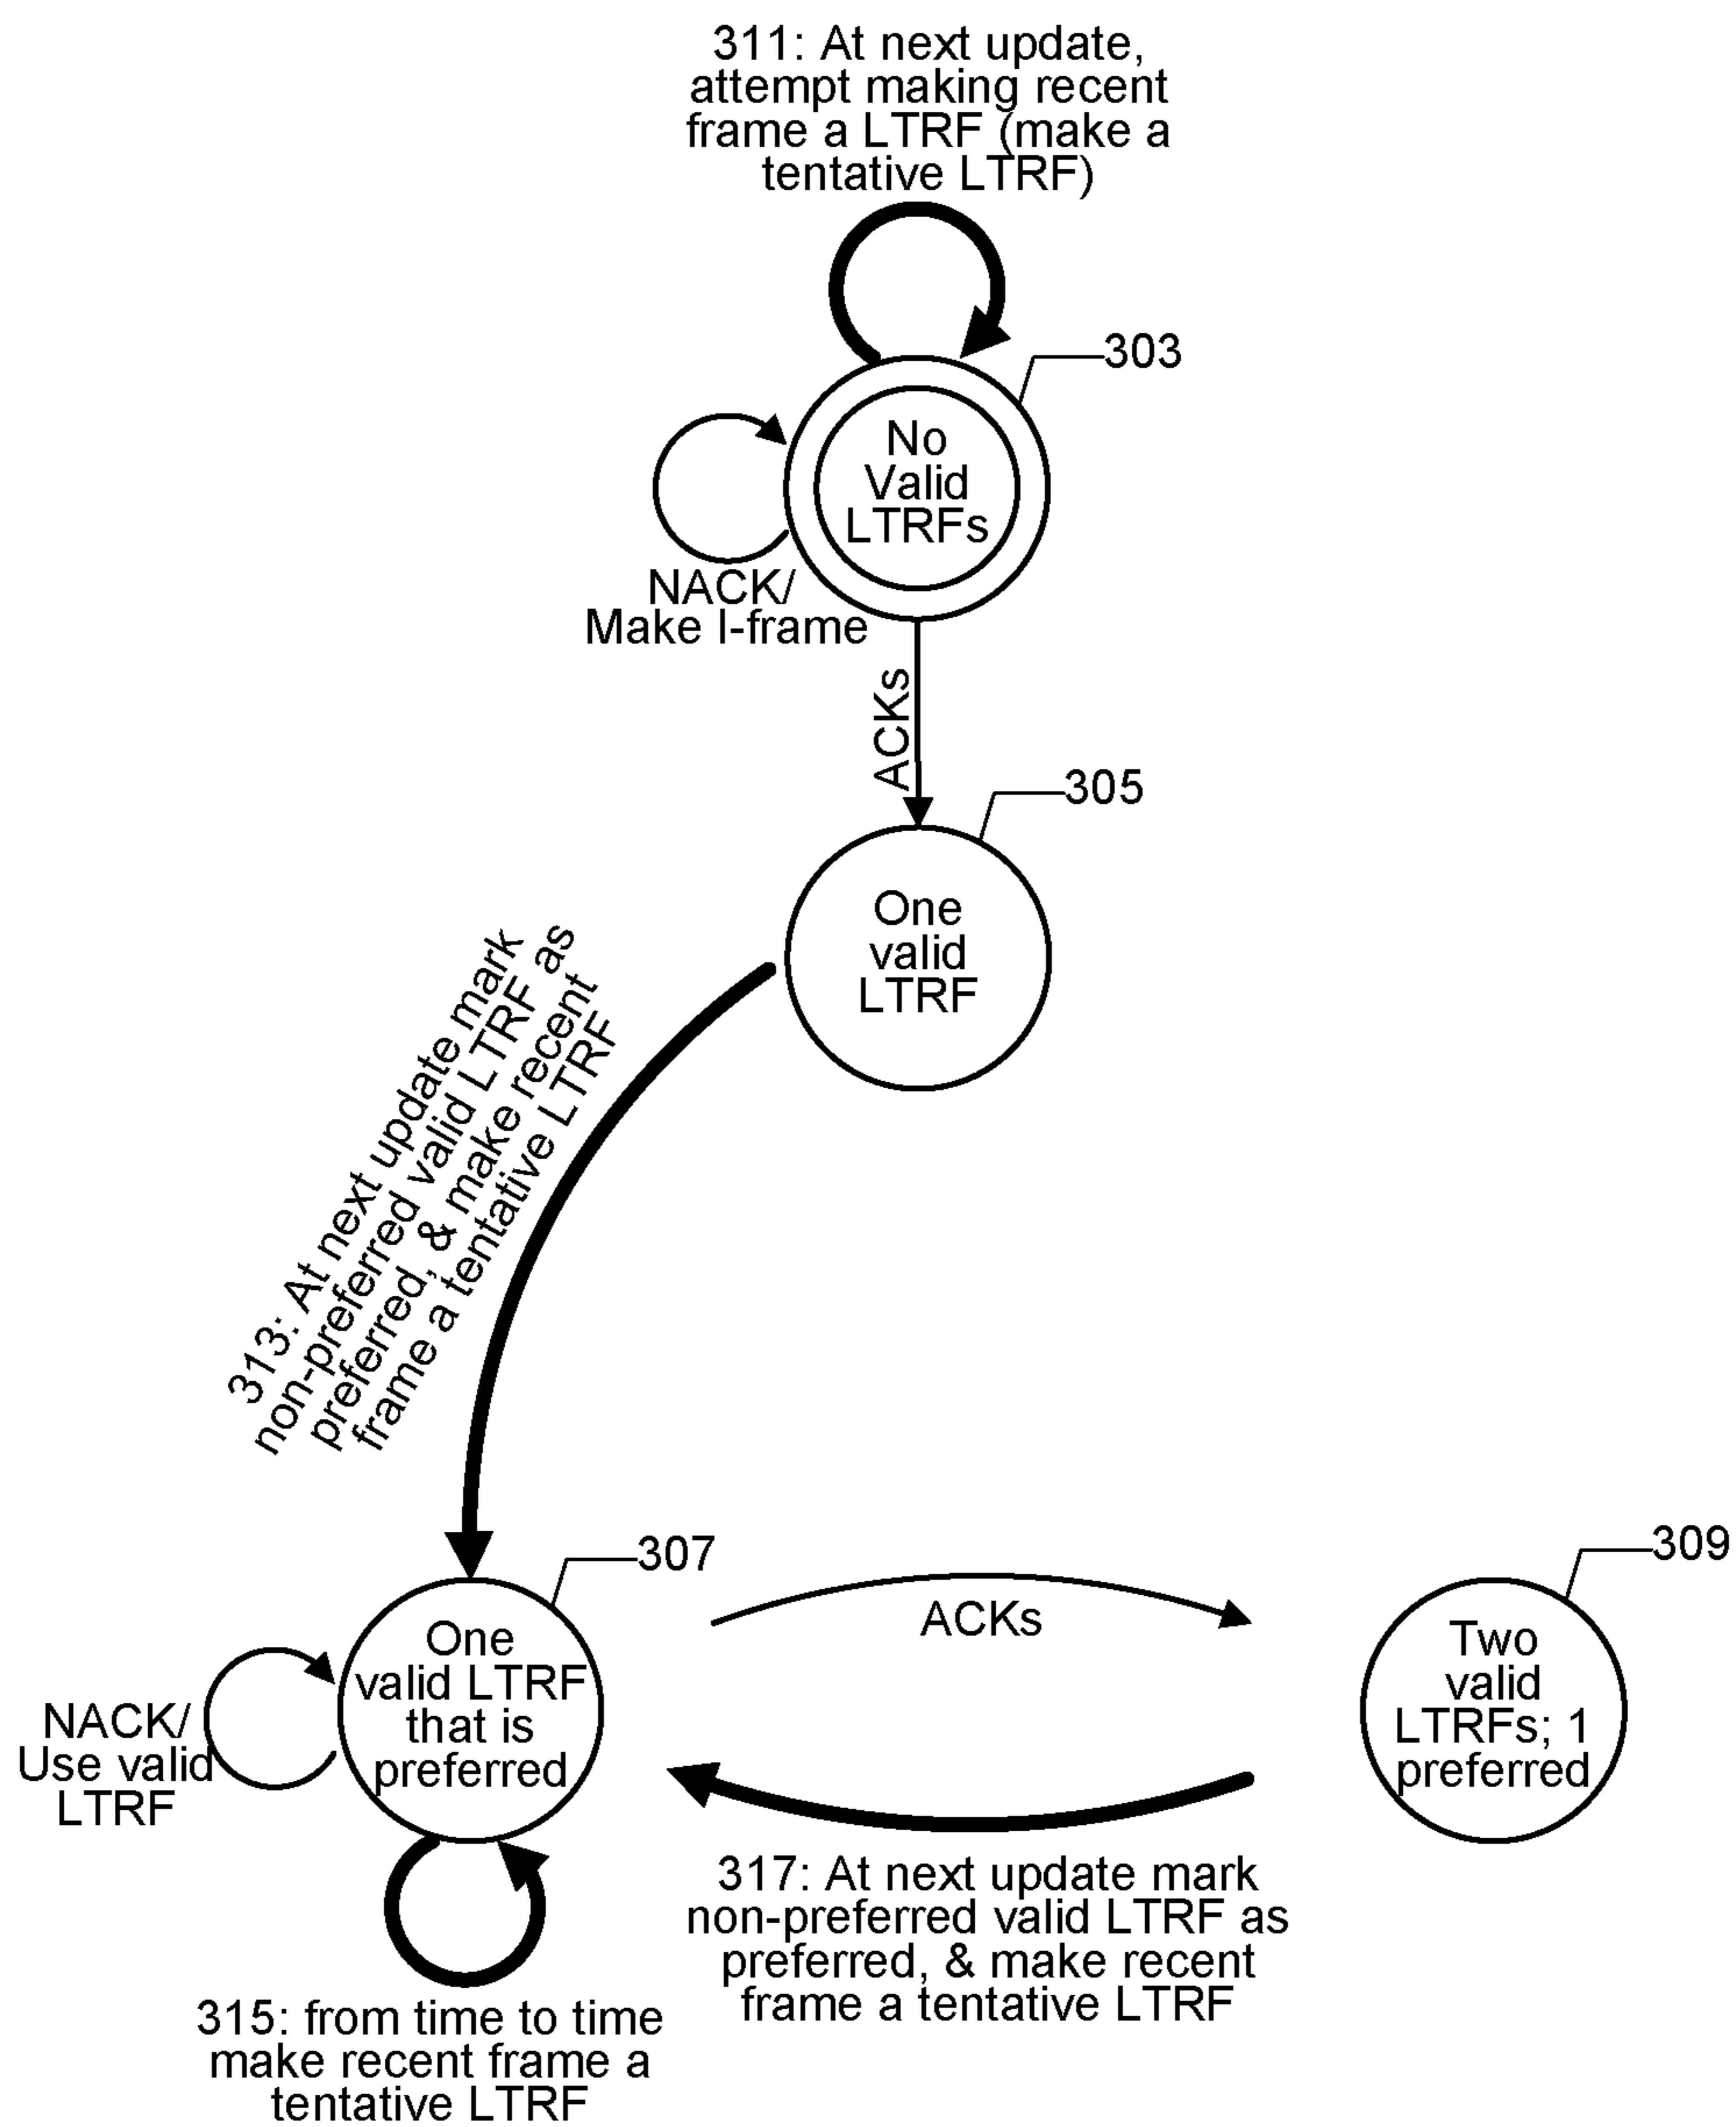 311: At next update,
attempt making recent
frame a LTRF (make a
tentative LTRF)
303
No
Valid
LTRFs
NACK/
Make I-frame
ACKs
305
One
valid
LTRF
313: At next update mark
non-preferred valid LTRF as
preferred, & make recent
frame a tentative LTRF
307
One
valid LTRF
that is
preferred
NACK/
Use valid
LTRF
ACKs
309
Two
valid
LTRFs; 1
preferred
317: At next update mark
non-preferred valid LTRF as
preferred, & make recent
frame a tentative LTRF
315: from time to time
make recent frame a
tentative LTRF